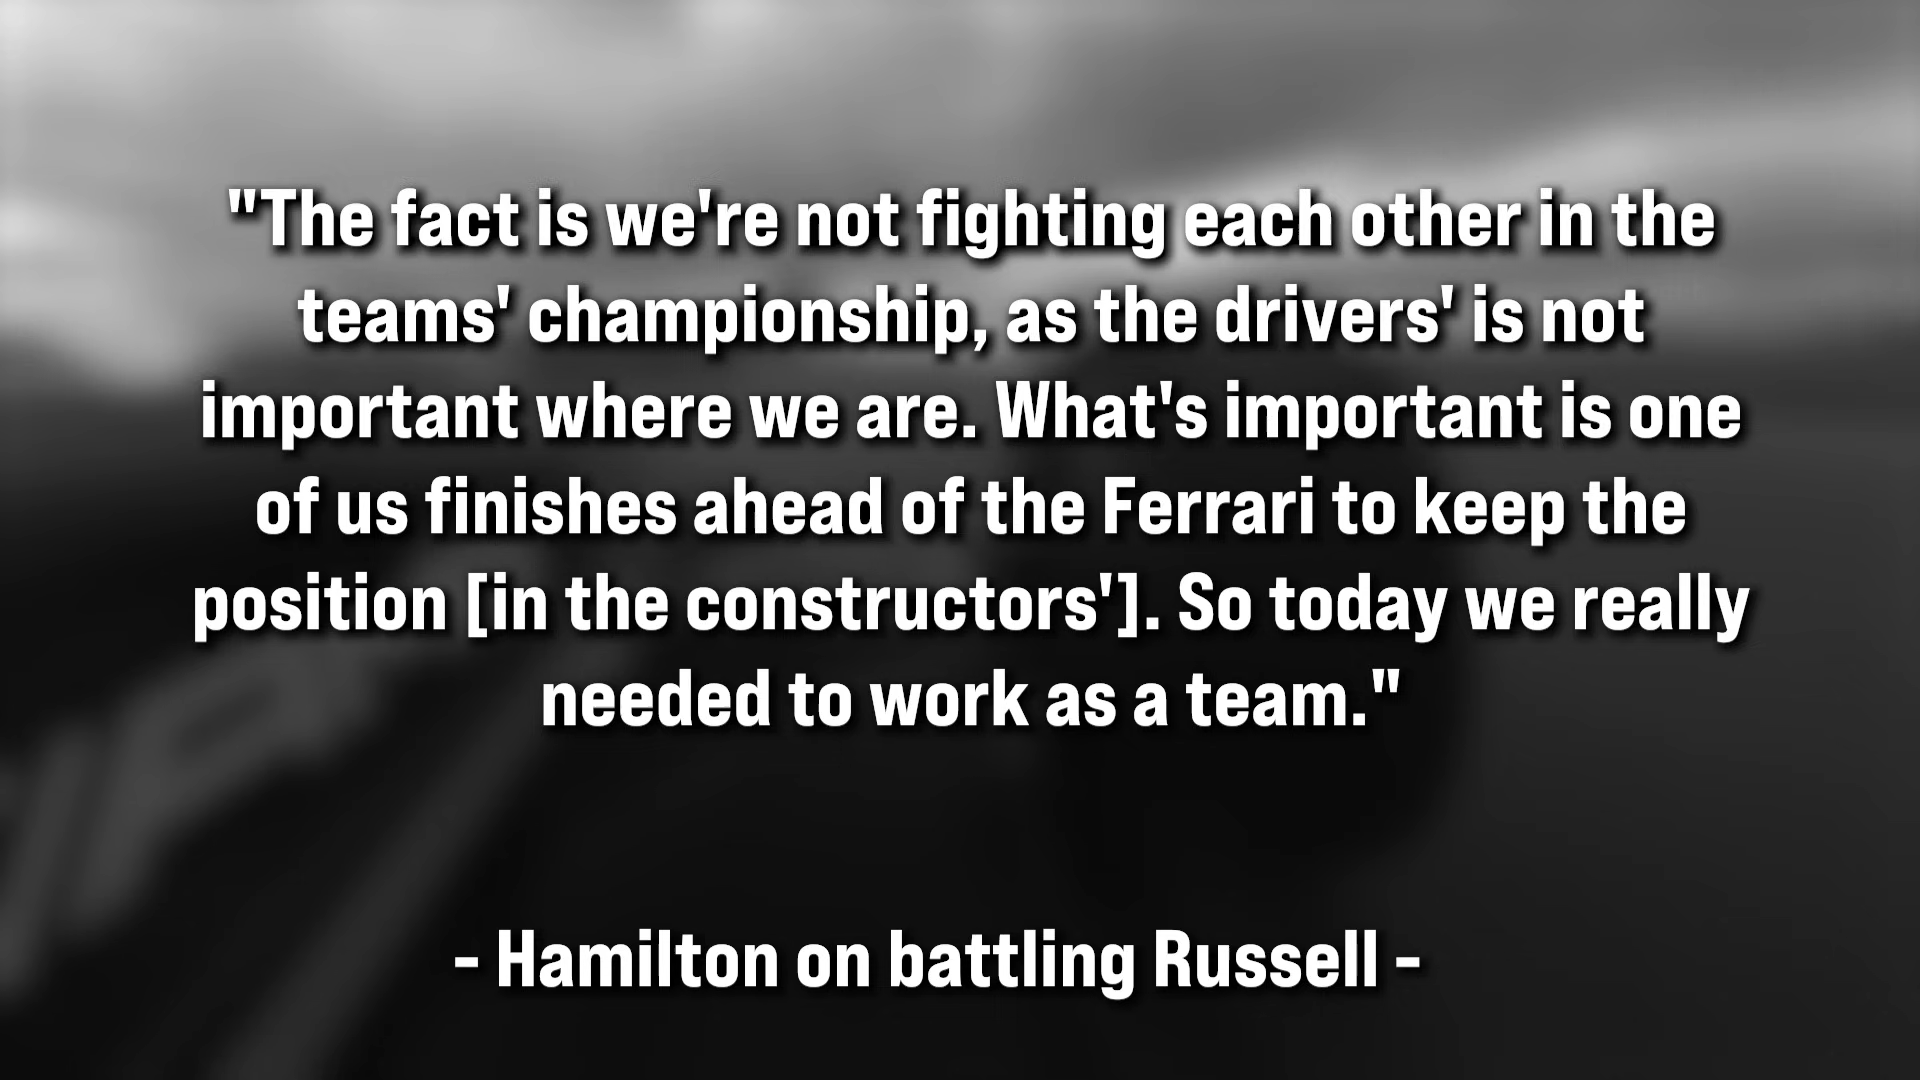 "The fact is we're not fighting each other in the
teams' championship, as the drivers' is not
important where we are. What's important is one
of us finishes ahead of the Ferrari to keep the
position [in the constructors']. So today we really
needed to work as a team."
- Hamilton on battling Russell -